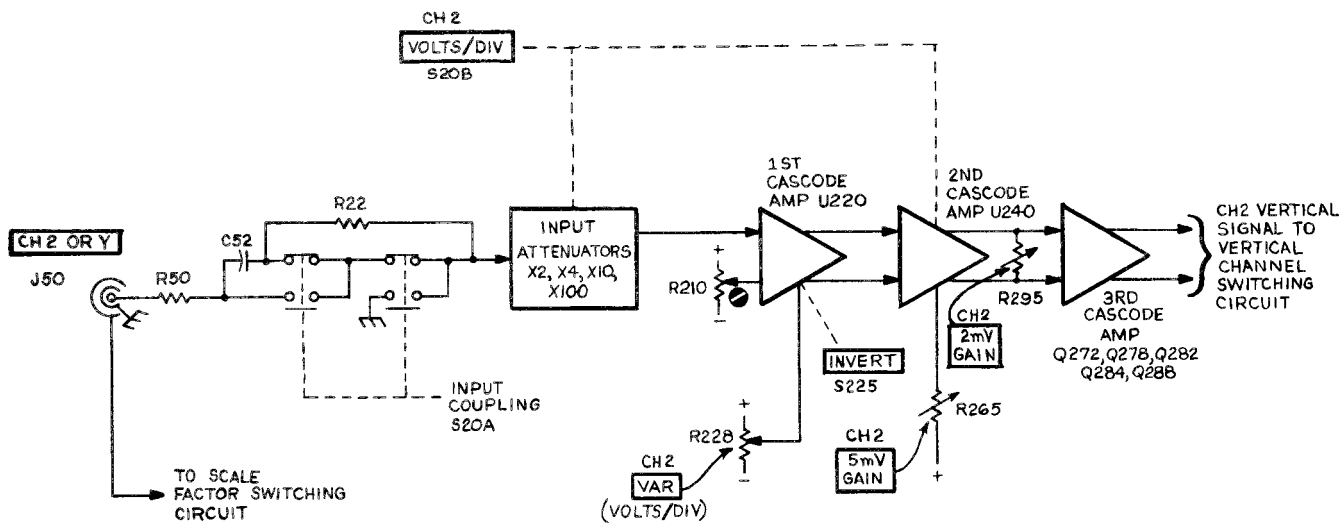 CH 2
VOLTS/DIV
S20B
1ST
CASCODE
AMP U220
2ND
CASCODE
AMP U240
R22
INPUT
ATTENUATORS
X2, X4, X10,
X100
CH2 VERTICAL
SIGNAL TO
VERTICAL
CHANNEL
SWITCHING
CIRCUIT
CH 2 OR Y
J50
C52
R50
+
R210
−
R295
CH2
2mV
GAIN
3RD
CASCODE
AMP
Q272, Q278, Q282
Q284, Q288
INVERT
S225
INPUT
COUPLING
S20A
+
R228
−
CH2
VAR
(VOLTS/DIV)
R265
CH2
5mV
GAIN
+
TO SCALE
FACTOR SWITCHING
CIRCUIT